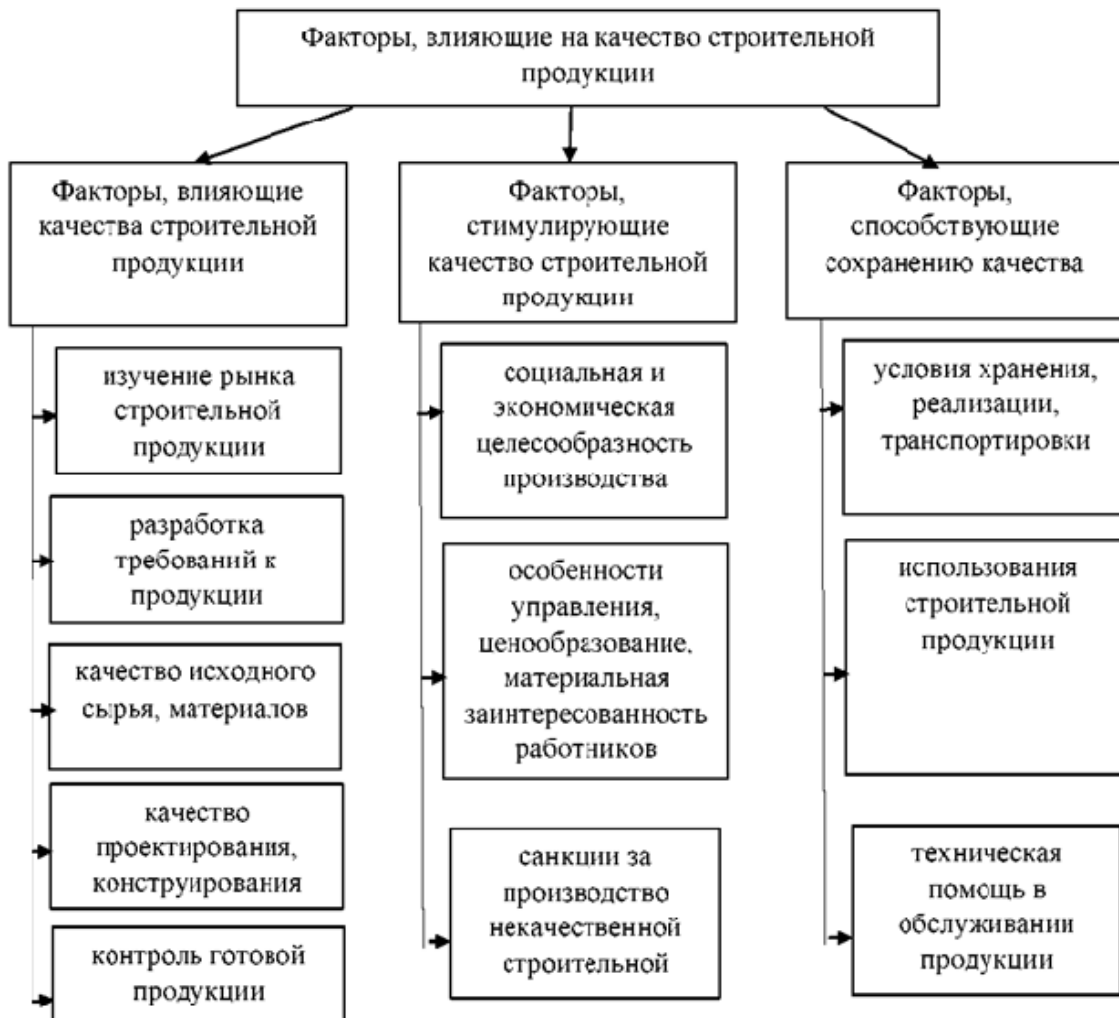 Факторы, влияющие на качество строительной
продукции
Факторы, влияющие
качества строительной
продукции
изучение рынка
строительной
продукции
разработка
требований к
продукции
качество исходного
сырья, материалов
качество
проектирования,
конструирования
контроль готовой
продукции
Факторы,
стимулирующие
качество строительной
продукции
социальная и
экономическая
целесообразность
производства
особенности
управления,
ценообразование,
материальная
заинтересованность
работников
санкции за
производство
некачественной
строительной
Факторы,
способствующие
сохранению качества
условия хранения,
реализации,
транспортировки
использования
строительной
продукции
техническая
помощь в
обслуживании
продукции